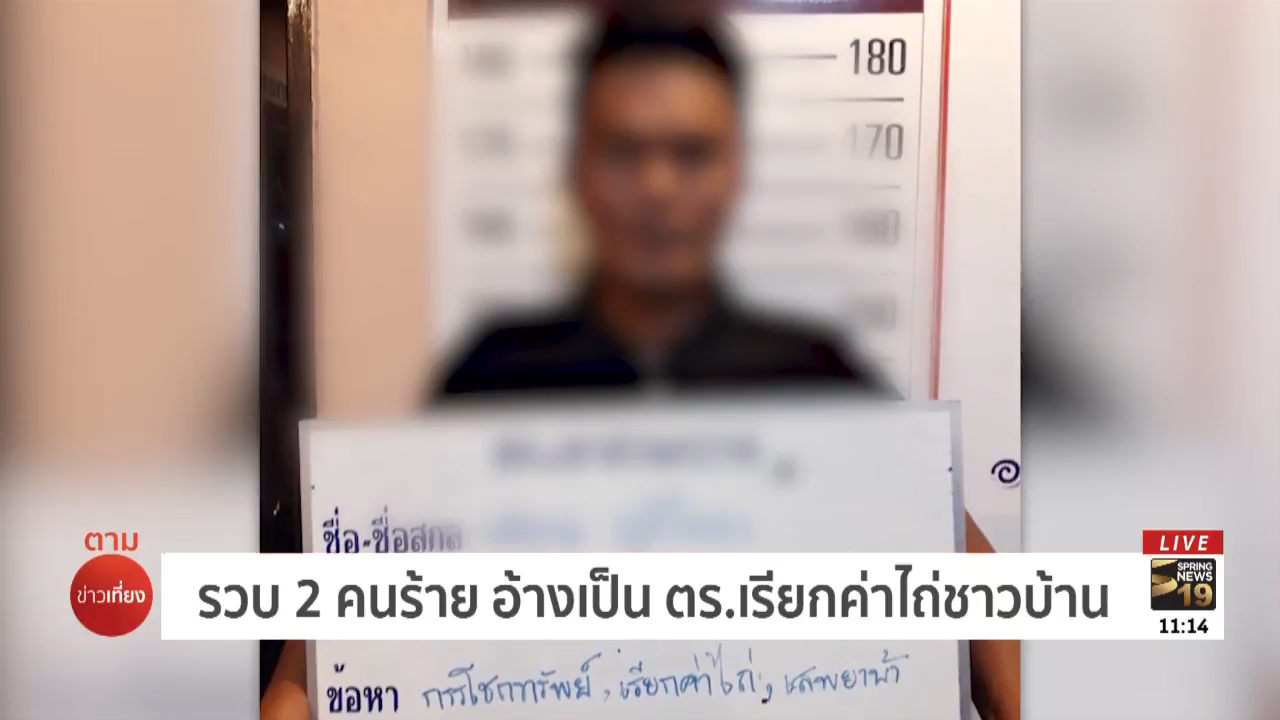 180
170
160
ชื่อ-ชื่อสกุล
ตาม
ข่าวเที่ยง
รวบ 2 คนร้าย อ้างเป็น ตร.เรียกค่าไถ่ชาวบ้าน
LIVE
SPRING
NEWS
19
11:14
ข้อหา กรรโชกทรัพย์, เรียกค่าไถ่, เสพยาบ้า